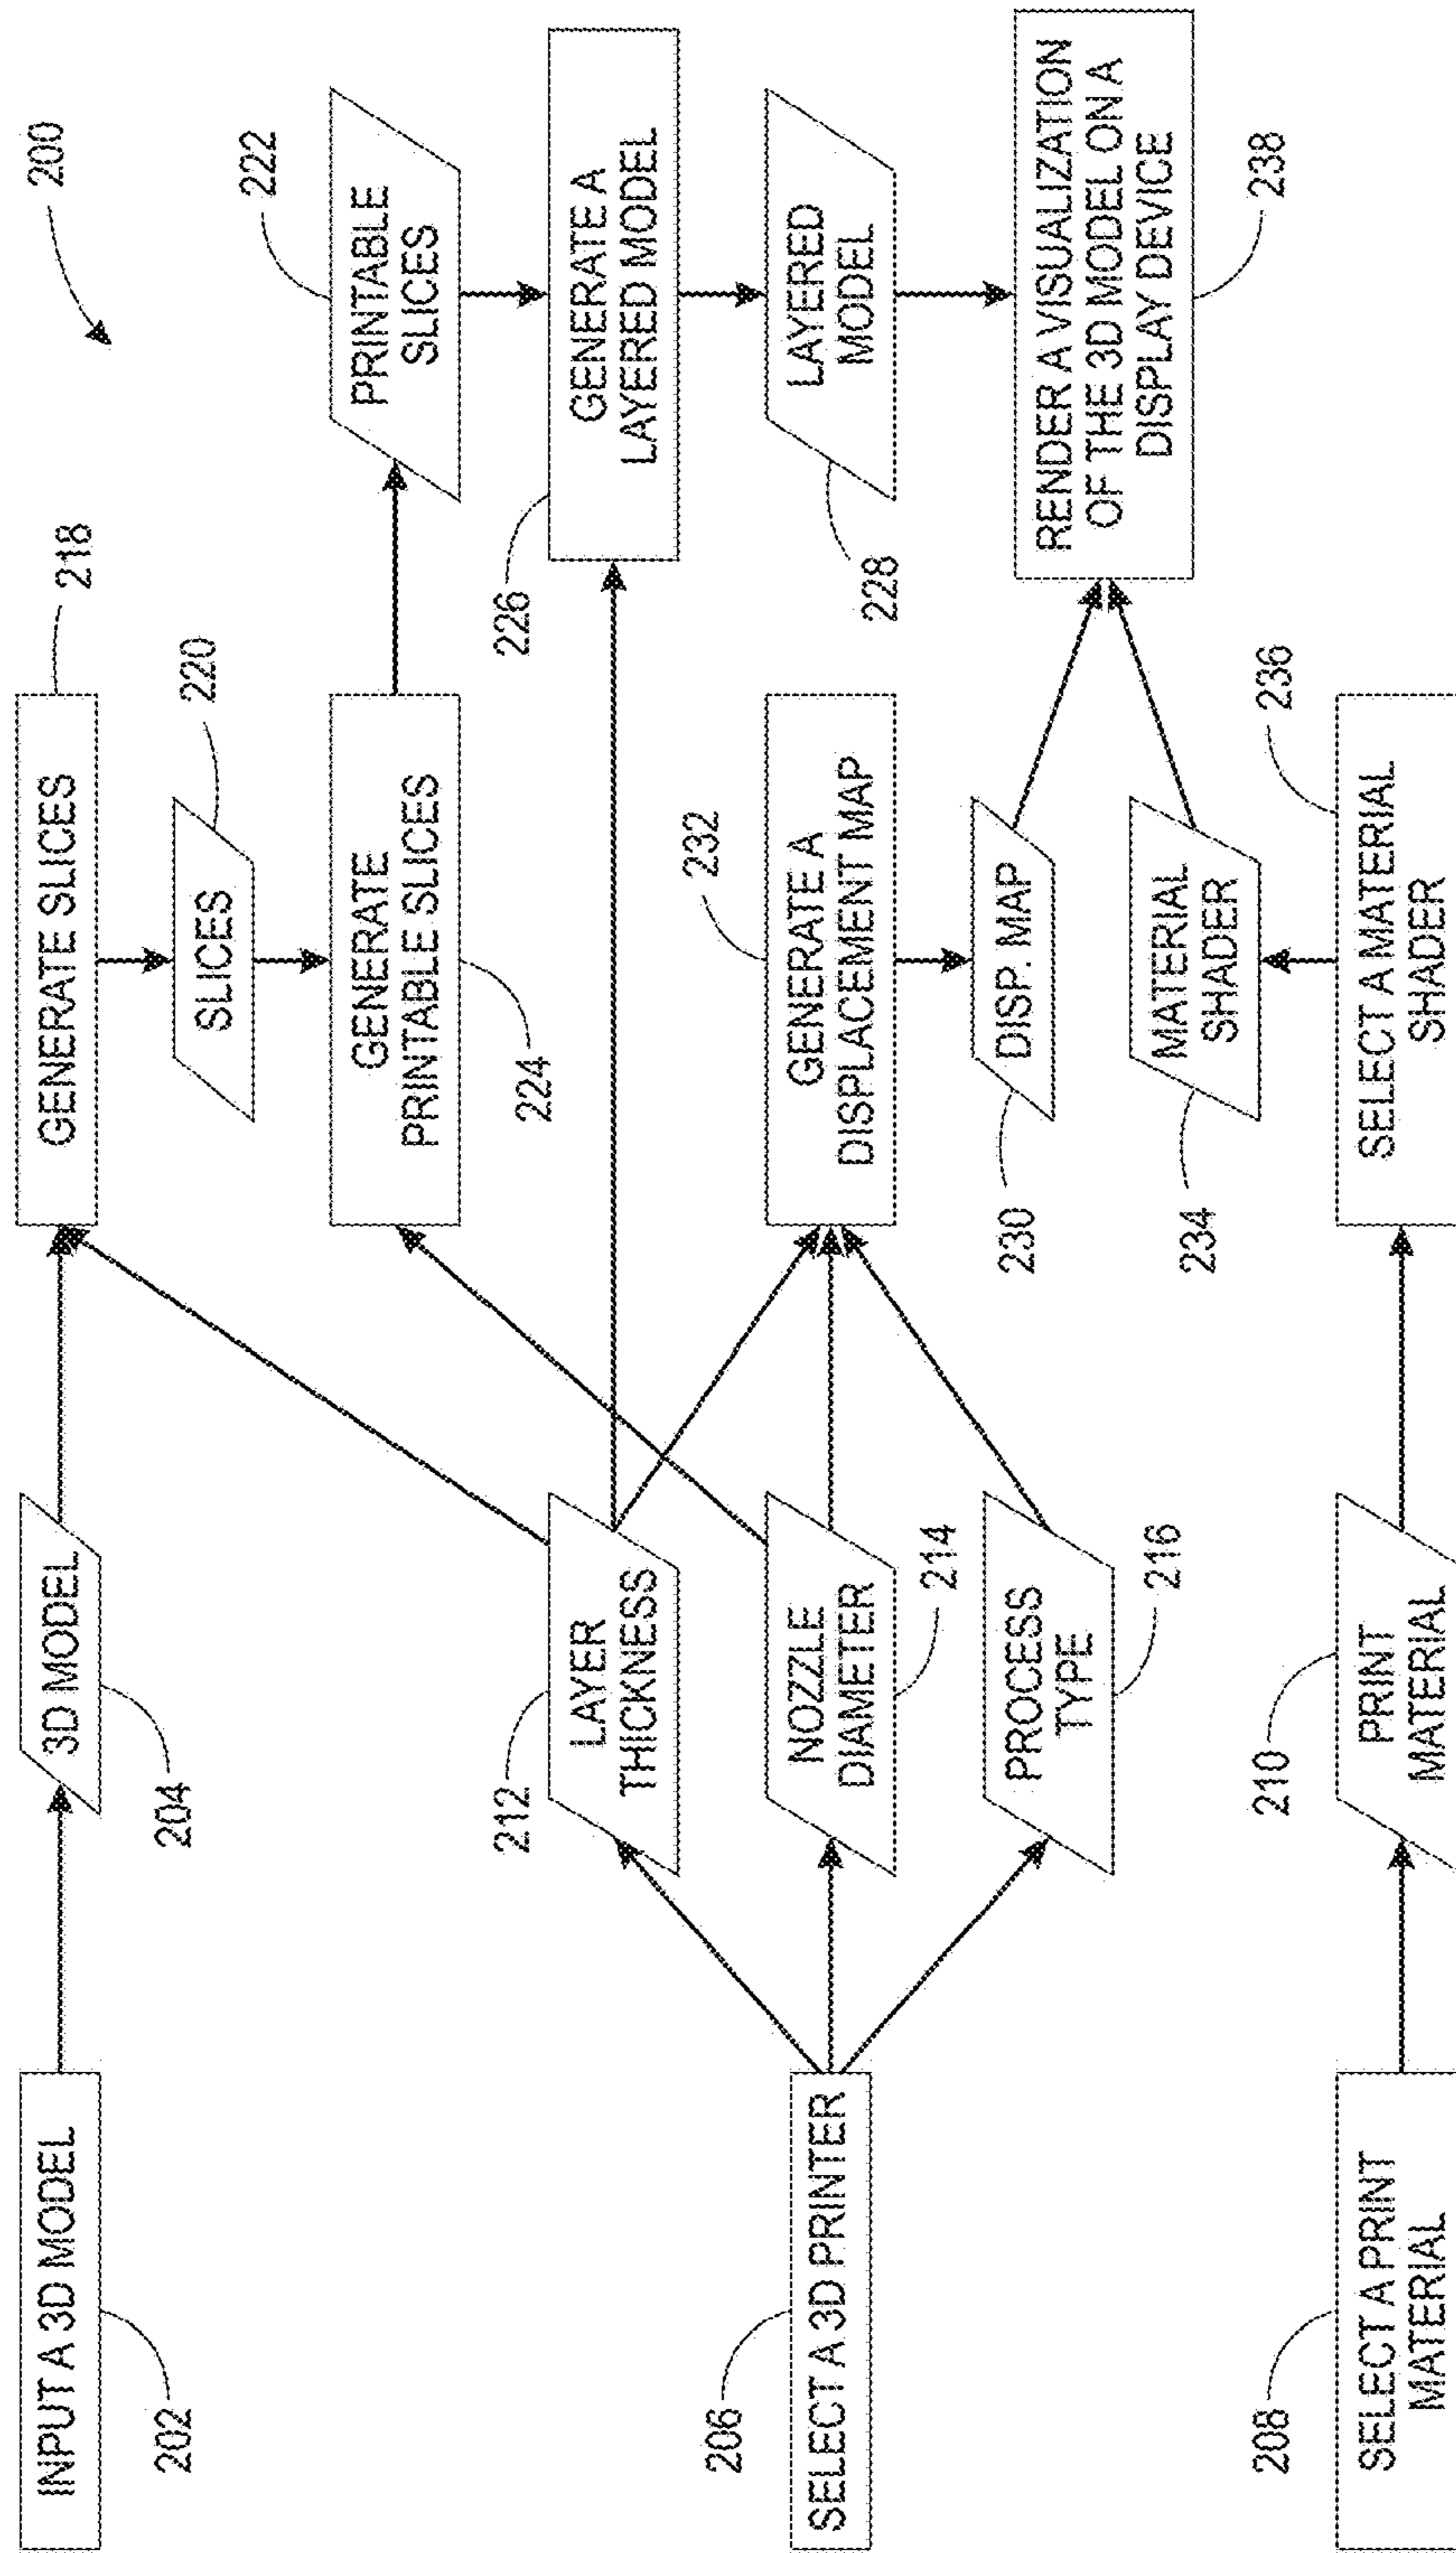 200
INPUT A 3D MODEL
202
3D MODEL
204
GENERATE SLICES
218
SLICES
220
GENERATE
PRINTABLE SLICES
224
PRINTABLE
SLICES
222
SELECT A 3D PRINTER
206
LAYER
THICKNESS
212
NOZZLE
DIAMETER
214
PROCESS
TYPE
216
GENERATE A
LAYERED MODEL
226
LAYERED
MODEL
228
GENERATE A
DISPLACEMENT MAP
232
DISP. MAP
230
MATERIAL
SHADER
234
RENDER A VISUALIZATION
OF THE 3D MODEL ON A
DISPLAY DEVICE
238
SELECT A PRINT
MATERIAL
208
PRINT
MATERIAL
210
SELECT A MATERIAL
SHADER
236